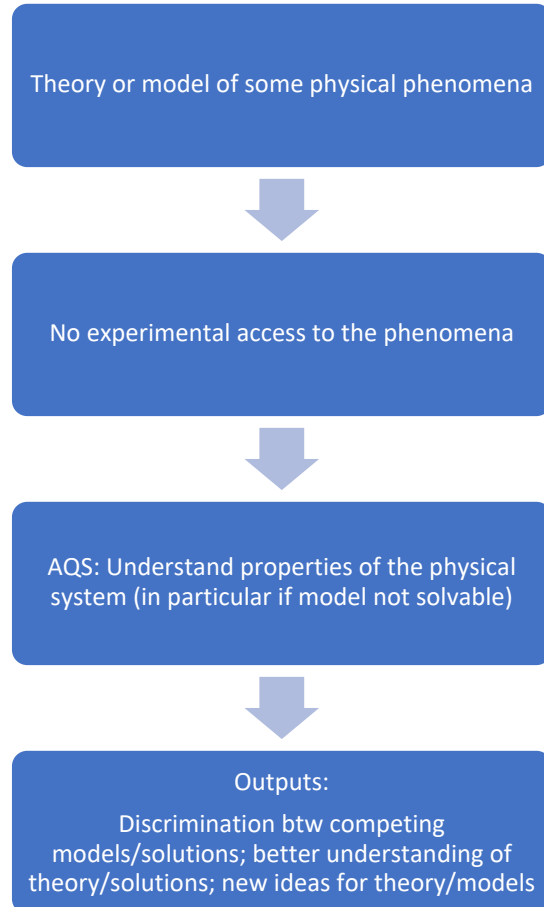 Theory or model of some physical phenomena
No experimental access to the phenomena
AQS: Understand properties of the physical
system (in particular if model not solvable)
Outputs:
Discrimination btw competing
models/solutions; better understanding of
theory/solutions; new ideas for theory/models